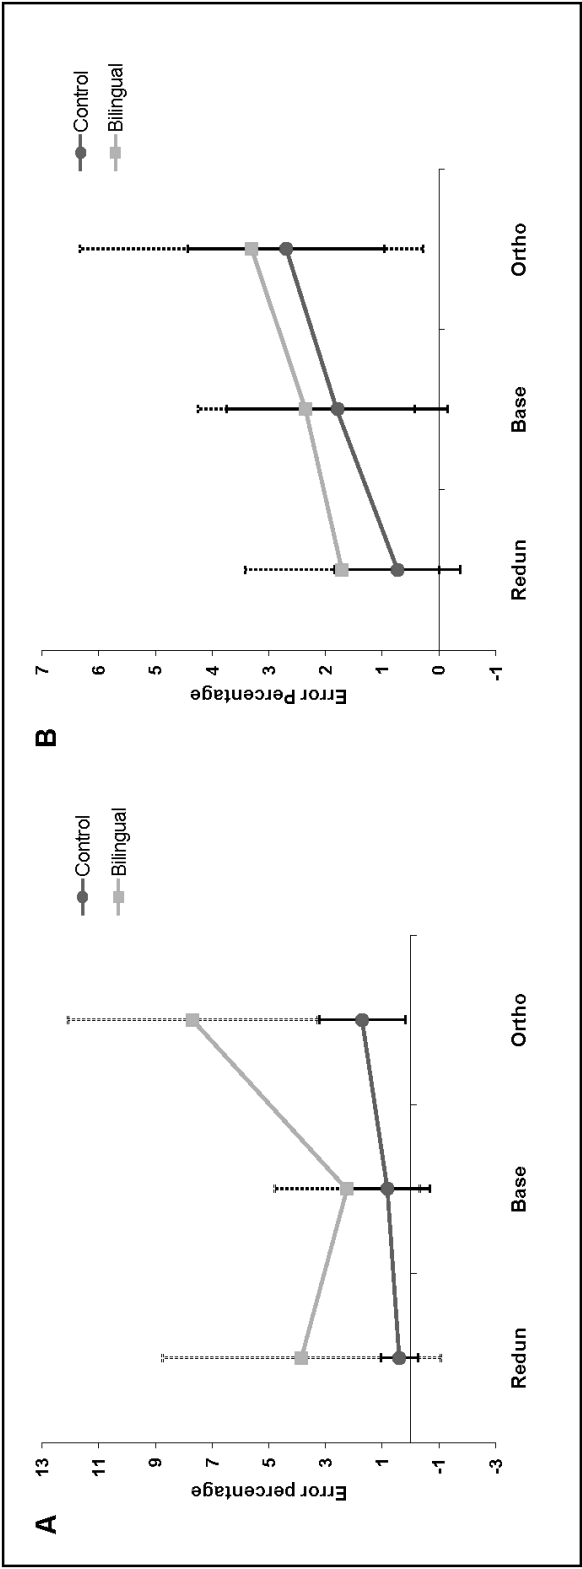 A
Error percentage
13
11
9
7
5
3
1
-1
-3
Redun
Base
Ortho
Control
Bilingual
B
Error Percentage
7
6
5
4
3
2
1
0
-1
Redun
Base
Ortho
Control
Bilingual